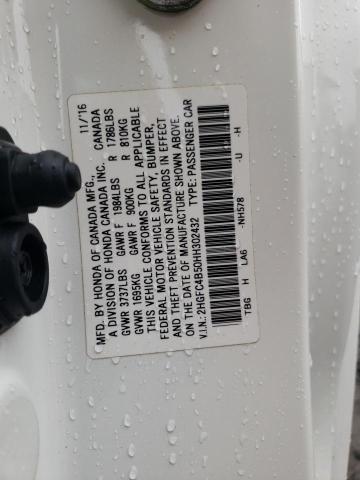 MFD. BY HONDA OF CANADA MFG., 11/16
A DIVISION OF HONDA CANADA INC. CANADA
GVWR 3737LBS GAWR F 1984LBS R 1786LBS
GVWR 1695KG GAWR F 900KG R 810KG
THIS VEHICLE CONFORMS TO ALL APPLICABLE
FEDERAL MOTOR VEHICLE SAFETY, BUMPER,
AND THEFT PREVENTION STANDARDS IN EFFECT
ON THE DATE OF MANUFACTURE SHOWN ABOVE.
V.I.N.: 2HGFC4B50HH302432 TYPE: PASSENGER CAR
TBG H LAG -NH578 -U -H